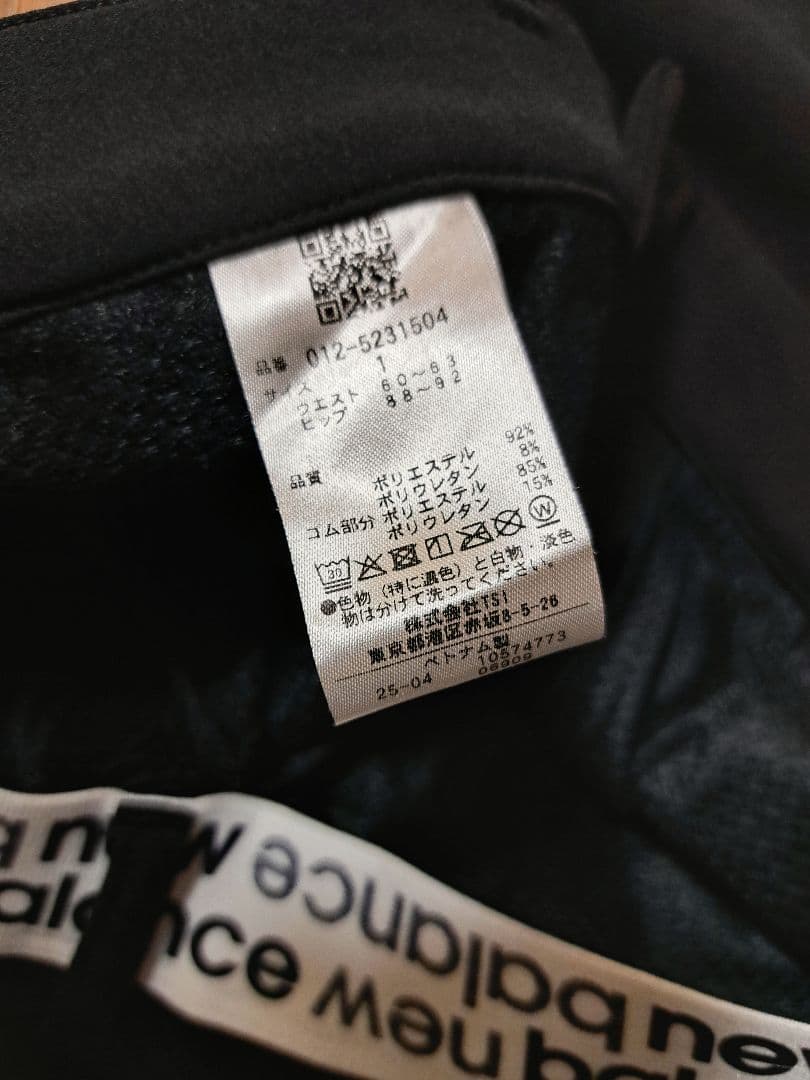 品番 012-5231504
サイズ 1
ウエスト 60～63
ヒップ 88～92
品質 ポリエステル 92%
ポリウレタン 8%
ゴム部分 ポリエステル 85%
ポリウレタン 15%
30
W
●色物（特に濃色）と白物・淡色
物は分けて洗ってください。
株式会社TSI
東京都港区赤坂8-5-26
ベトナム製
25-04 10574773
06909
new balance
balance new bal